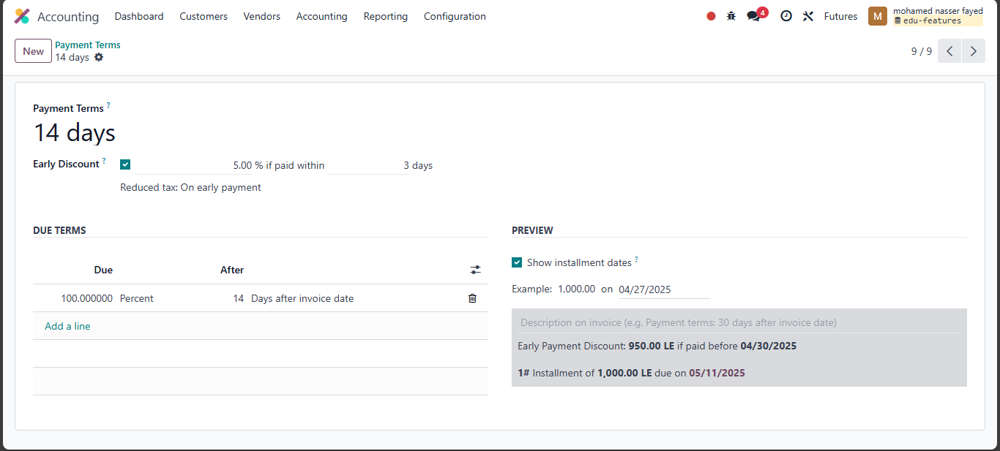 Accounting Dashboard Customers Vendors Accounting Reporting Configuration 4 Futures M mohamed nasser fayed
edu-features
New Payment Terms
14 days
9 / 9
Payment Terms ?
14 days
Early Discount ? 5.00 % if paid within 3 days
Reduced tax: On early payment
DUE TERMS
Due After
100.000000 Percent 14 Days after invoice date
Add a line
PREVIEW
Show installment dates ?
Example: 1,000.00 on 04/27/2025
Description on invoice (e.g. Payment terms: 30 days after invoice date)
Early Payment Discount: 950.00 LE if paid before 04/30/2025
1# Installment of 1,000.00 LE due on 05/11/2025